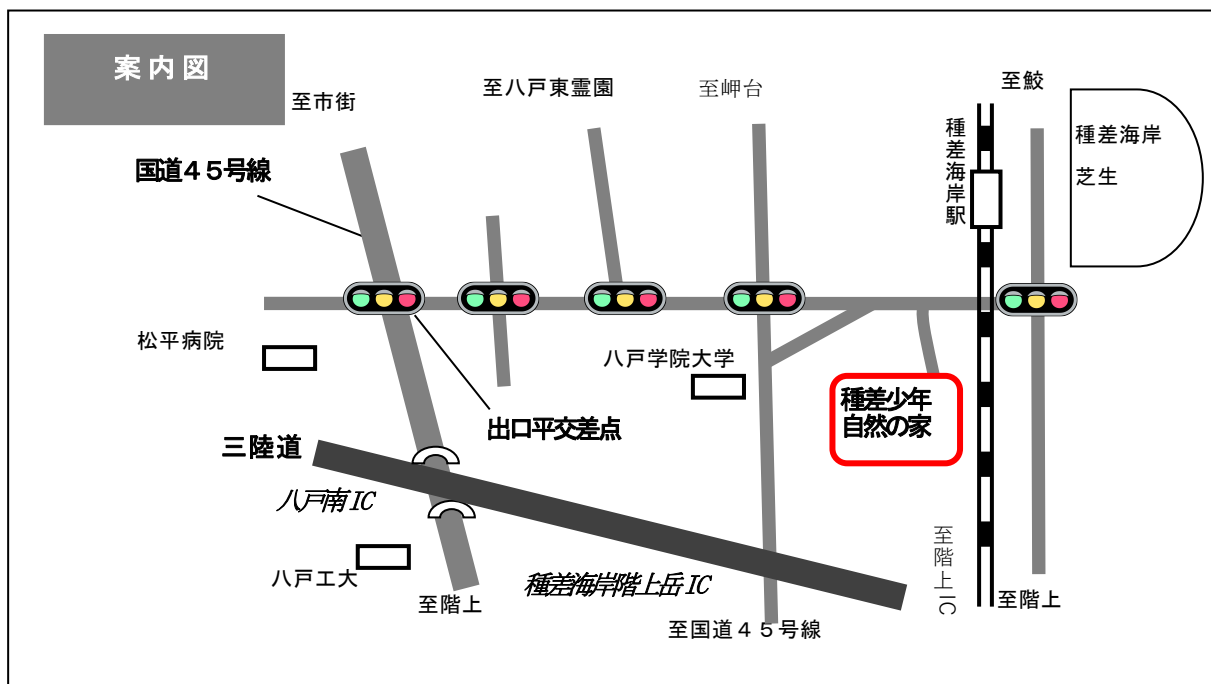 案内図
至市街
至八戸東霊園
至岬台
至鮫
種差海岸駅
種差海岸
芝生
国道４５号線
松平病院
八戸学院大学
種差少年
自然の家
出口平交差点
三陸道
八戸南IC
八戸工大
至階上
種差海岸階上岳IC
至国道４５号線
至階上IC
至階上